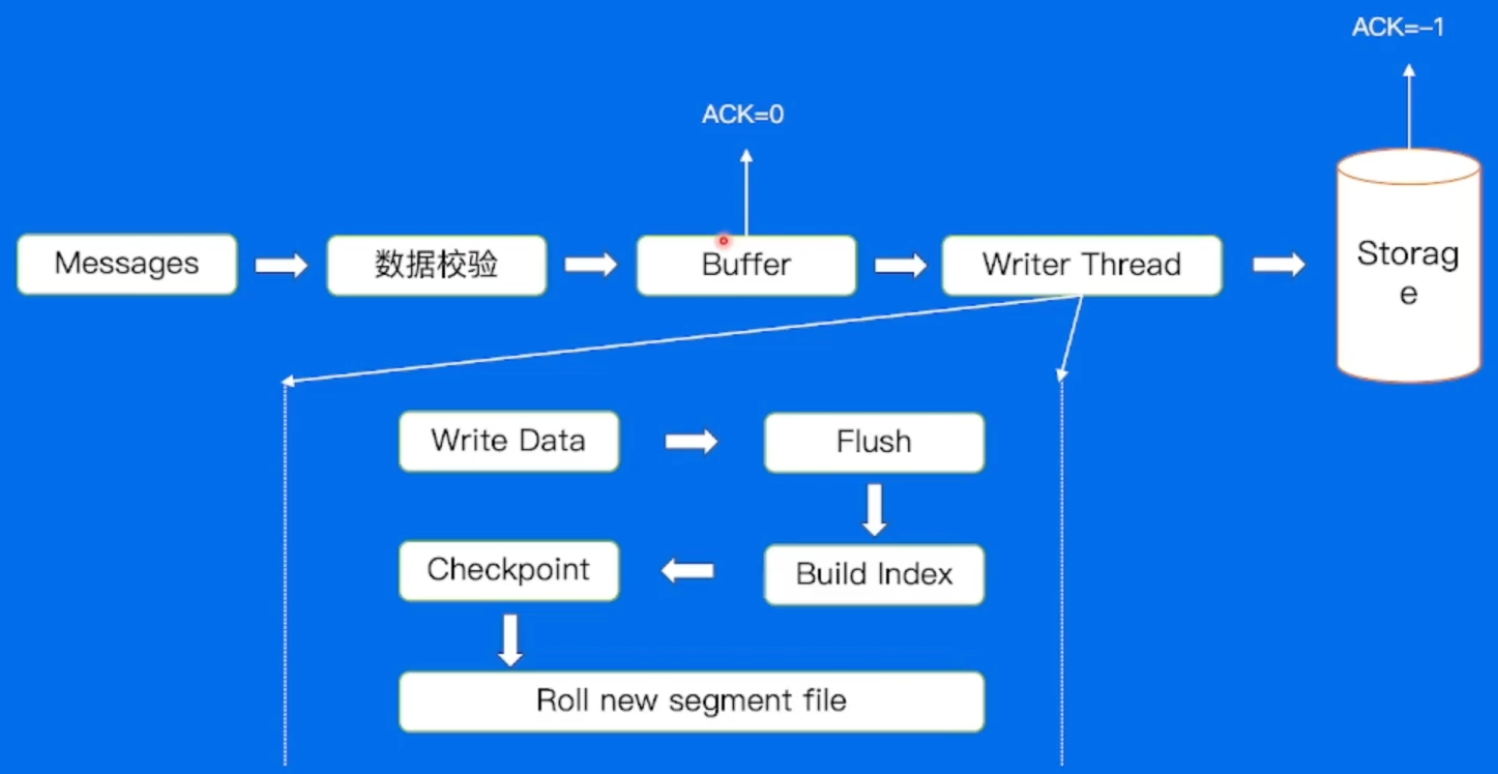 ACK=-1
ACK=0
Messages
数据校验
Buffer
Writer Thread
Storag
e
Write Data
Flush
Checkpoint
Build Index
Roll new segment file